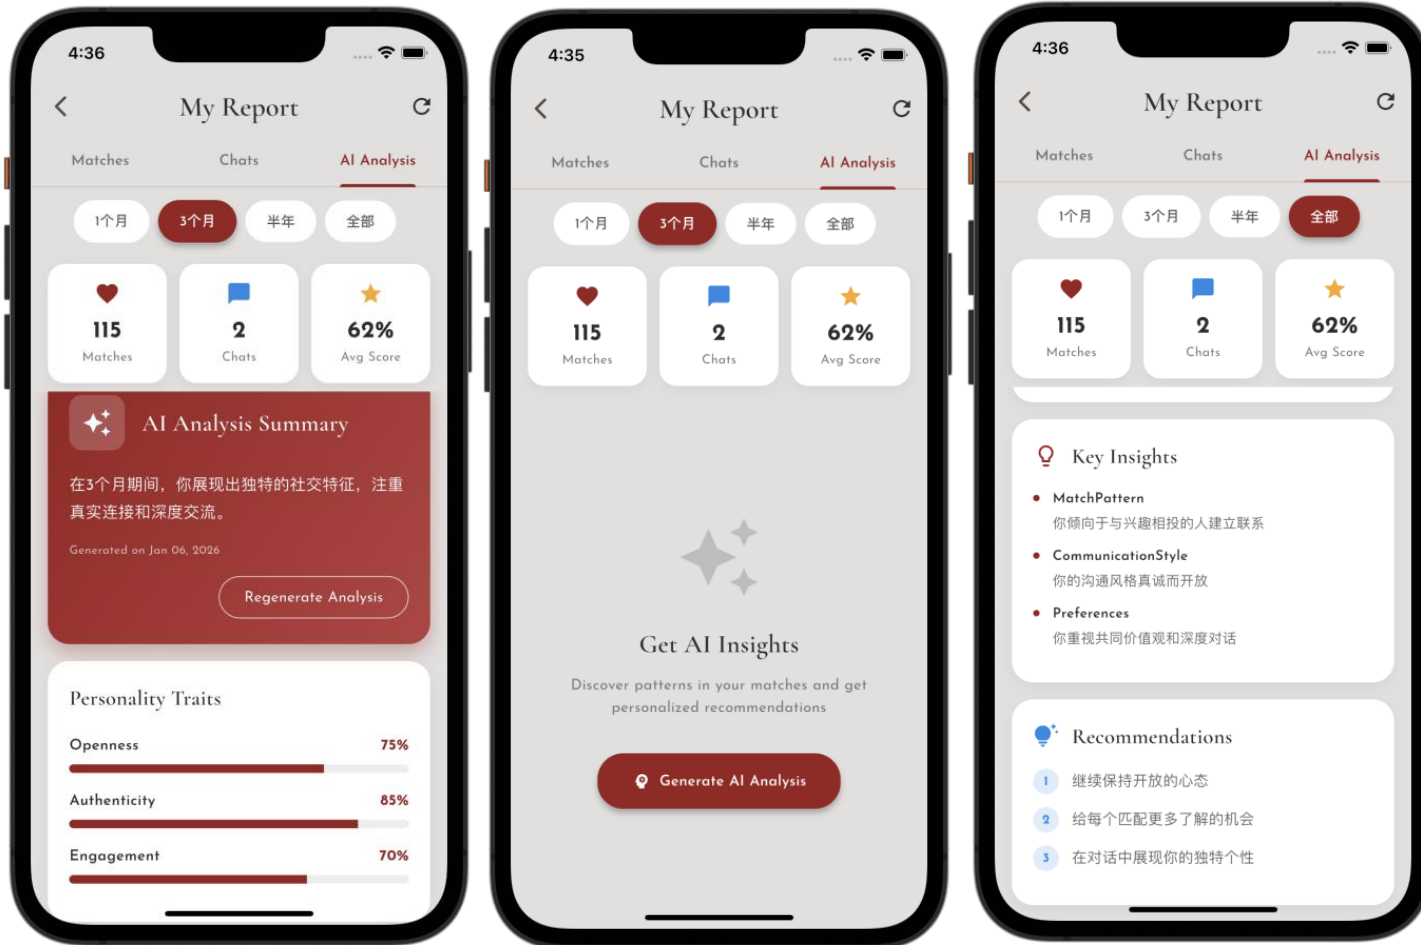 4:36
My Report
Matches
Chats
AI Analysis
1个月
3个月
半年
全部
115
2
62%
Matches
Chats
Avg Score
AI Analysis Summary
在3个月期间，你展现出独特的社交特征，注重
真实连接和深度交流。
Generated on Jan 06, 2026
Regenerate Analysis
Personality Traits
Openness
75%
Authenticity
85%
Engagement
70%
4:35
My Report
Matches
Chats
AI Analysis
1个月
3个月
半年
全部
115
2
62%
Matches
Chats
Avg Score
Get AI Insights
Discover patterns in your matches and get
personalized recommendations
Generate AI Analysis
4:36
My Report
Matches
Chats
AI Analysis
1个月
3个月
半年
全部
115
2
62%
Matches
Chats
Avg Score
Key Insights
MatchPattern
你倾向于与兴趣相投的人建立联系
CommunicationStyle
你的沟通风格真诚而开放
Preferences
你重视共同价值观和深度对话
Recommendations
1 继续保持开放的心态
2 给每个匹配更多了解的机会
3 在对话中展现你的独特个性